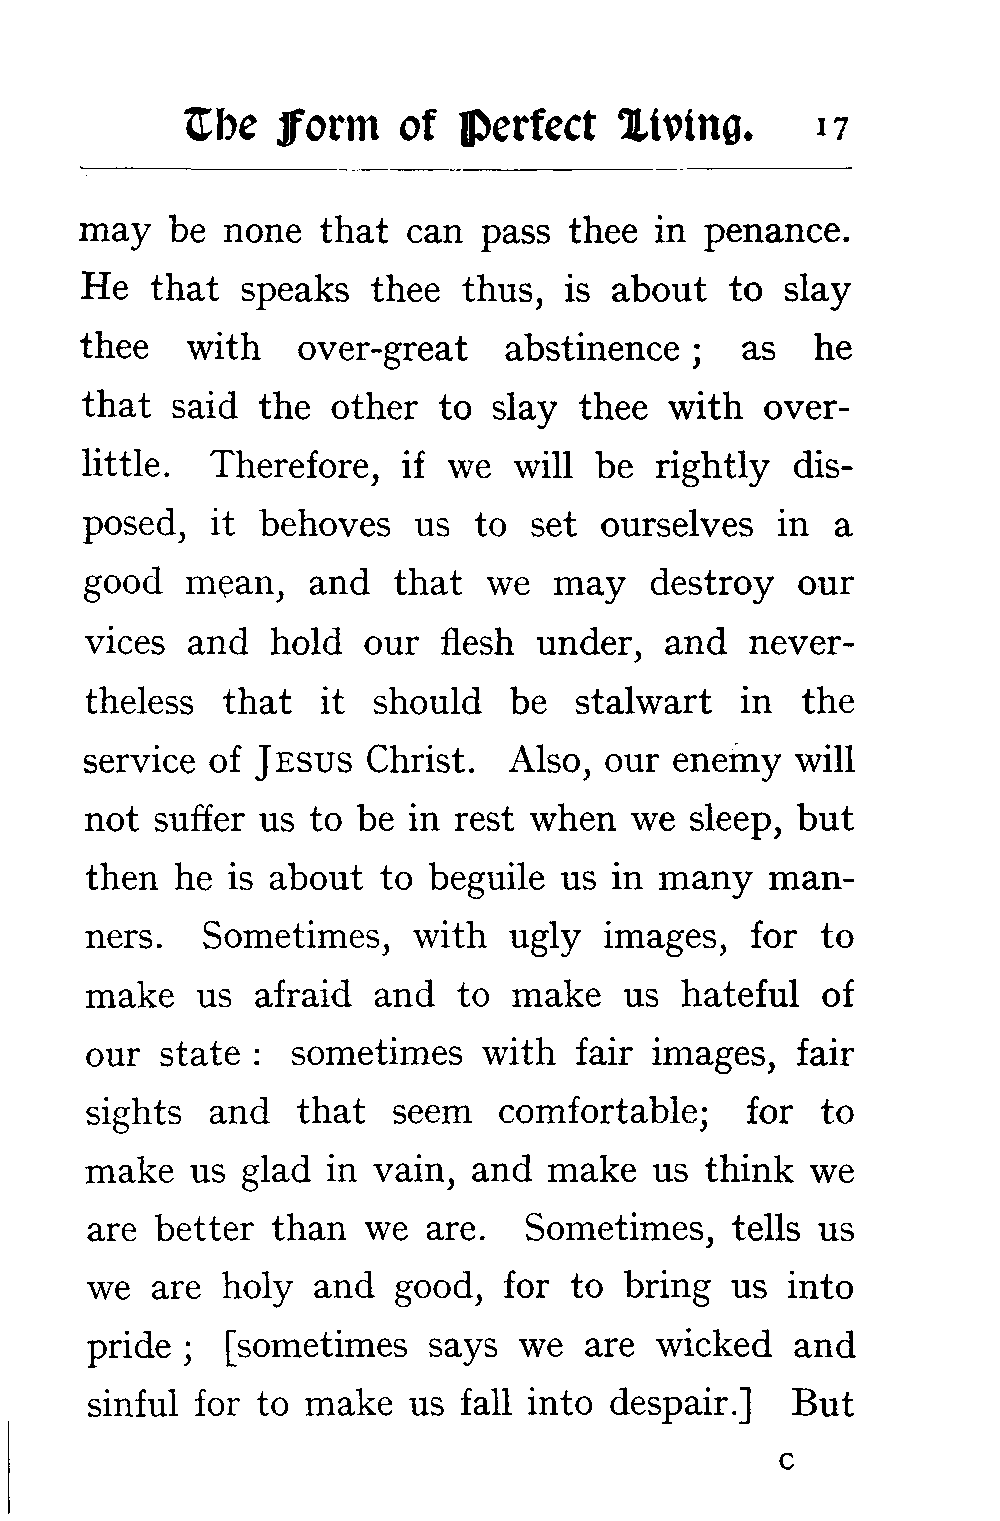 The Form of Perfect Living. 17
may be none that can pass thee in penance.
He that speaks thee thus, is about to slay
thee with over-great abstinence ; as he
that said the other to slay thee with over-
little. Therefore, if we will be rightly dis-
posed, it behoves us to set ourselves in a
good mean, and that we may destroy our
vices and hold our flesh under, and never-
theless that it should be stalwart in the
service of JESUS Christ. Also, our enemy will
not suffer us to be in rest when we sleep, but
then he is about to beguile us in many man-
ners. Sometimes, with ugly images, for to
make us afraid and to make us hateful of
our state : sometimes with fair images, fair
sights and that seem comfortable; for to
make us glad in vain, and make us think we
are better than we are. Sometimes, tells us
we are holy and good, for to bring us into
pride ; [sometimes says we are wicked and
sinful for to make us fall into despair.] But
C